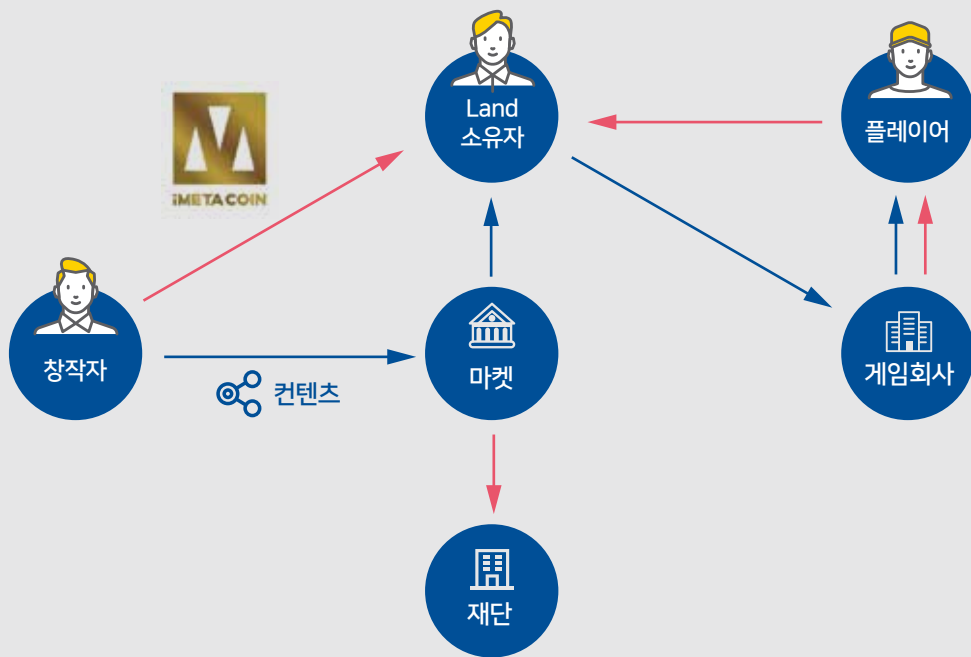 Land
소유자
플레이어
iMETACOIN
창작자
컨텐츠
마켓
게임회사
재단